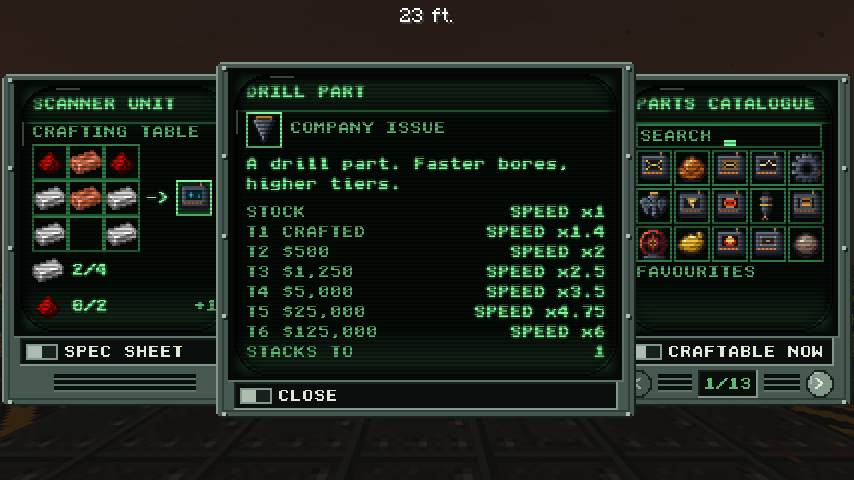 23 ft.
SCANNER UNIT
CRAFTING TABLE
2/4
0/2
+1
SPEC SHEET
DRILL PART
COMPANY ISSUE
A drill part. Faster bores,
higher tiers.
STOCK SPEED x1
T1 CRAFTED SPEED x1.4
T2 $500 SPEED x2
T3 $1,250 SPEED x2.5
T4 $5,000 SPEED x3.5
T5 $25,000 SPEED x4.75
T6 $125,000 SPEED x6
STACKS TO 1
CLOSE
PARTS CATALOGUE
SEARCH
FAVOURITES
CRAFTABLE NOW
1/13